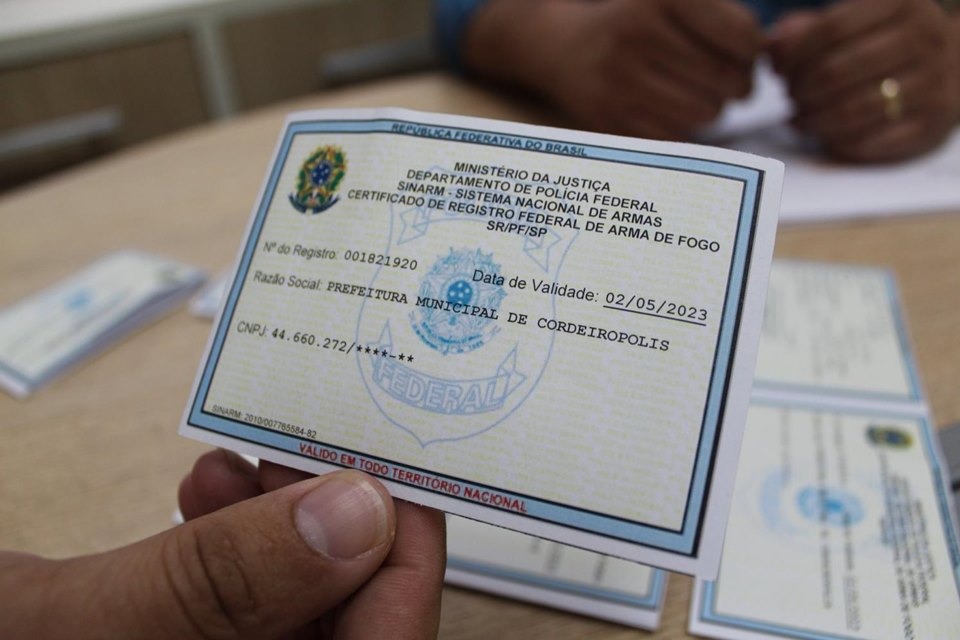 REPÚBLICA FEDERATIVA DO BRASIL
MINISTÉRIO DA JUSTIÇA
DEPARTAMENTO DE POLÍCIA FEDERAL
SINARM - SISTEMA NACIONAL DE ARMAS
CERTIFICADO DE REGISTRO FEDERAL DE ARMA DE FOGO
SR/PF/SP
Nº do Registro: 001821920
Data de Validade: 02/05/2023
Razão Social: PREFEITURA MUNICIPAL DE CORDEIROPOLIS
CNPJ: 44.660.272/****-**
FEDERAL
SINARM: 2010/007765584-82
VÁLIDO EM TODO TERRITÓRIO NACIONAL